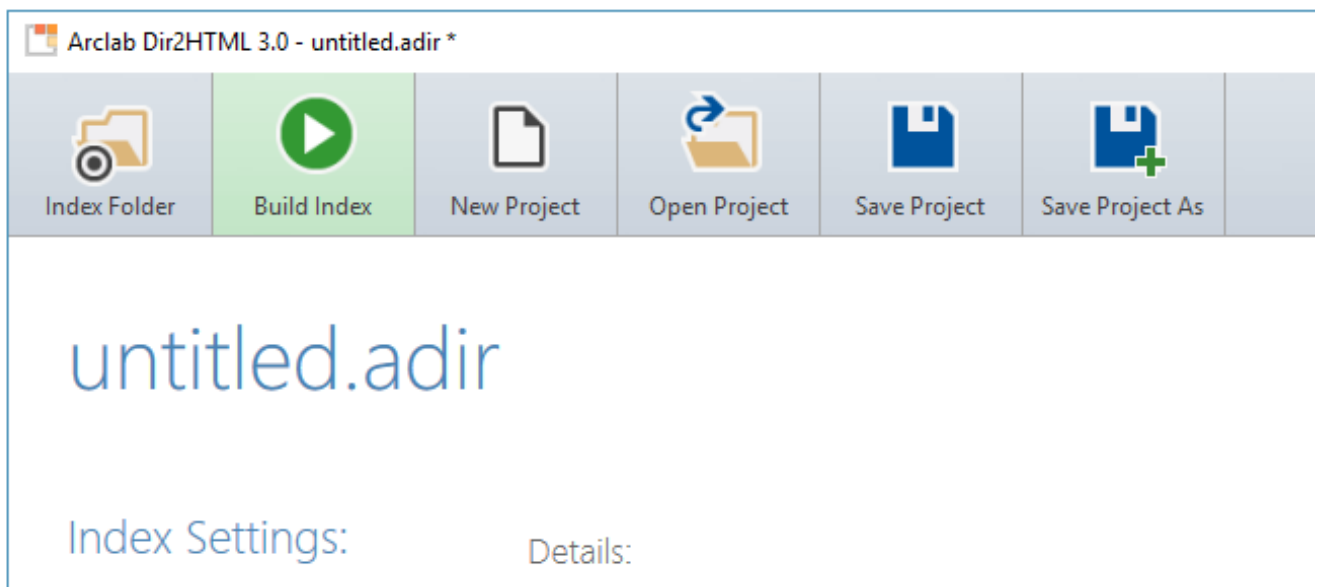 Arclab Dir2HTML 3.0 - untitled.adir *
Index Folder Build Index New Project Open Project Save Project Save Project As
untitled.adir
Index Settings: Details: